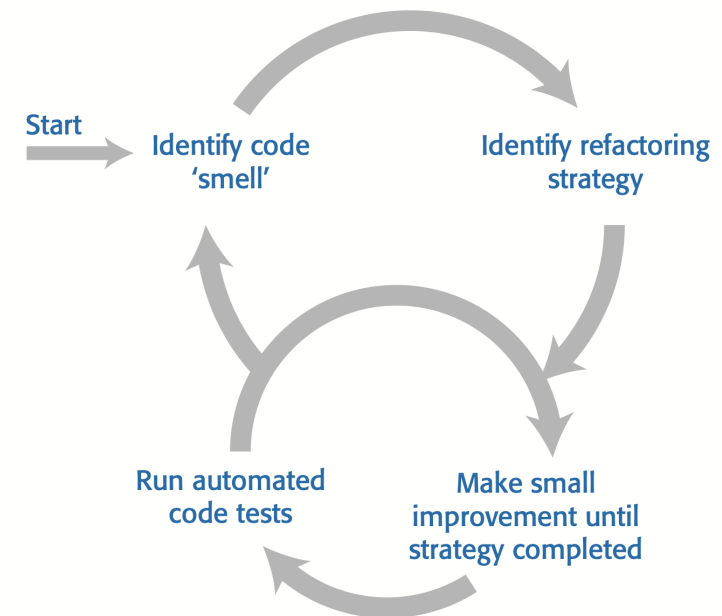 Start
Identify code
‘smell’
Identify refactoring
strategy
Run automated
code tests
Make small
improvement until
strategy completed